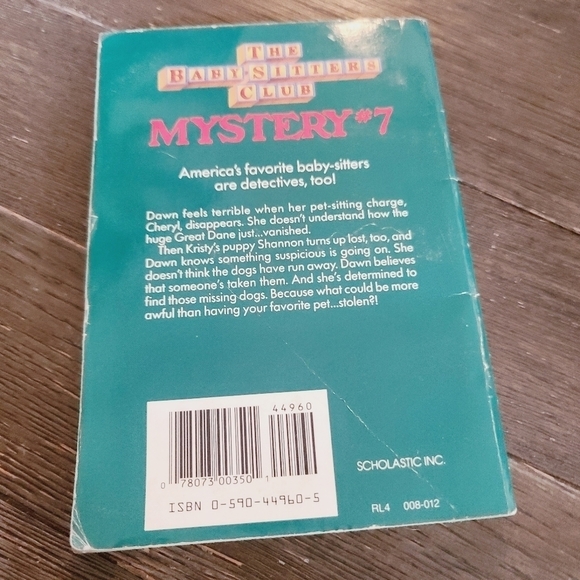 THE
BABY-SITTERS
CLUB
MYSTERY #7
America's favorite baby-sitters
are detectives, too!
Dawn feels terrible when her pet-sitting charge,
Cheryl, disappears. She doesn't understand how the
huge Great Dane just...vanished.
Then Kristy's puppy Shannon turns up lost, too, and
Dawn knows something suspicious is going on. She
doesn't think the dogs have run away. Dawn believes
that someone's taken them. And she's determined to
find those missing dogs. Because what could be more
awful than having your favorite pet...stolen?!
44960
0 78073 00350 1
ISBN 0-590-44960-5
SCHOLASTIC INC.
RL4 008-012